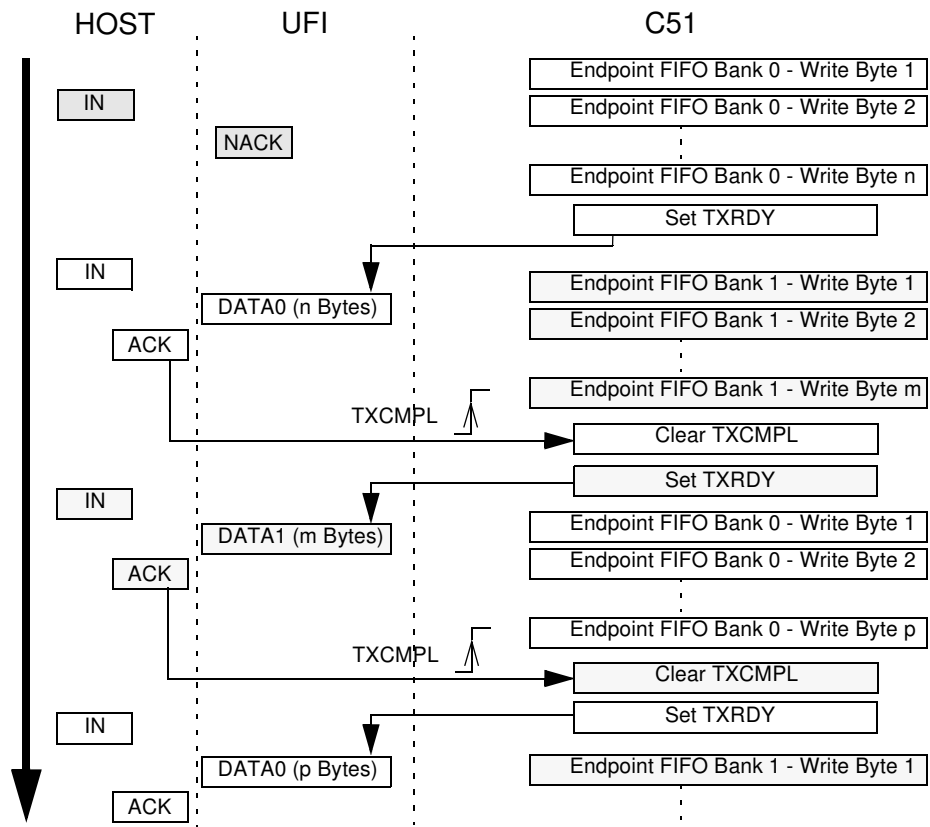 HOST UFI C51
Endpoint FIFO Bank 0 - Write Byte 1
IN
Endpoint FIFO Bank 0 - Write Byte 2
NACK
Endpoint FIFO Bank 0 - Write Byte n
Set TXRDY
IN
Endpoint FIFO Bank 1 - Write Byte 1
DATA0 (n Bytes)
Endpoint FIFO Bank 1 - Write Byte 2
ACK
Endpoint FIFO Bank 1 - Write Byte m
TXCMPL
Clear TXCMPL
Set TXRDY
IN
Endpoint FIFO Bank 0 - Write Byte 1
DATA1 (m Bytes)
Endpoint FIFO Bank 0 - Write Byte 2
ACK
Endpoint FIFO Bank 0 - Write Byte p
TXCMPL
Clear TXCMPL
Set TXRDY
IN
DATA0 (p Bytes)
Endpoint FIFO Bank 1 - Write Byte 1
ACK